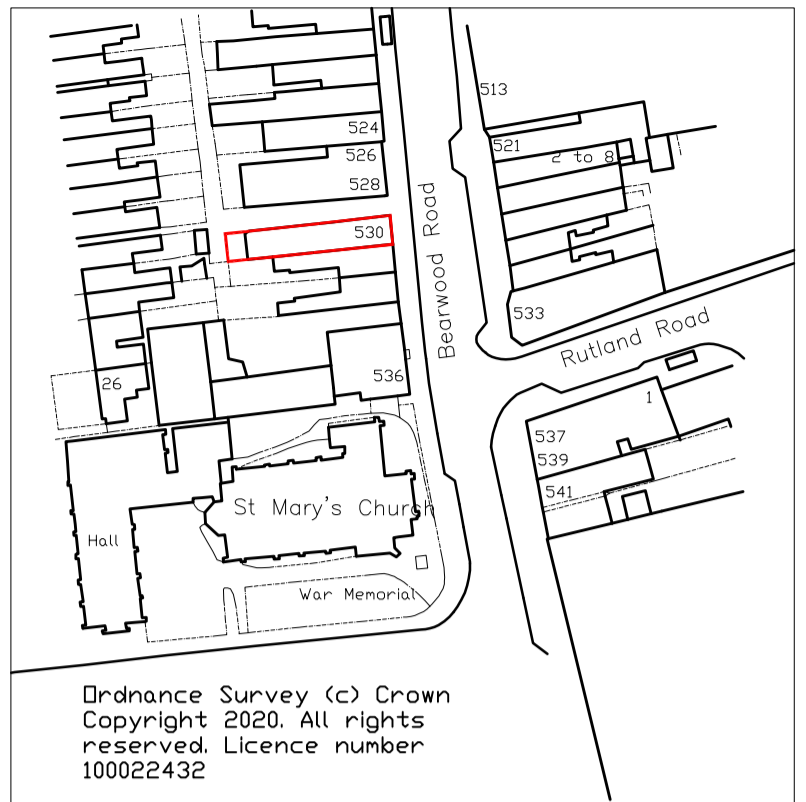 513
524
521
526
2 to 8
528
530
Bearwood Road
533
Rutland Road
536
26
1
537
539
541
St Mary's Church
Hall
War Memorial
Ordnance Survey (c) Crown
Copyright 2020. All rights
reserved. Licence number
100022432